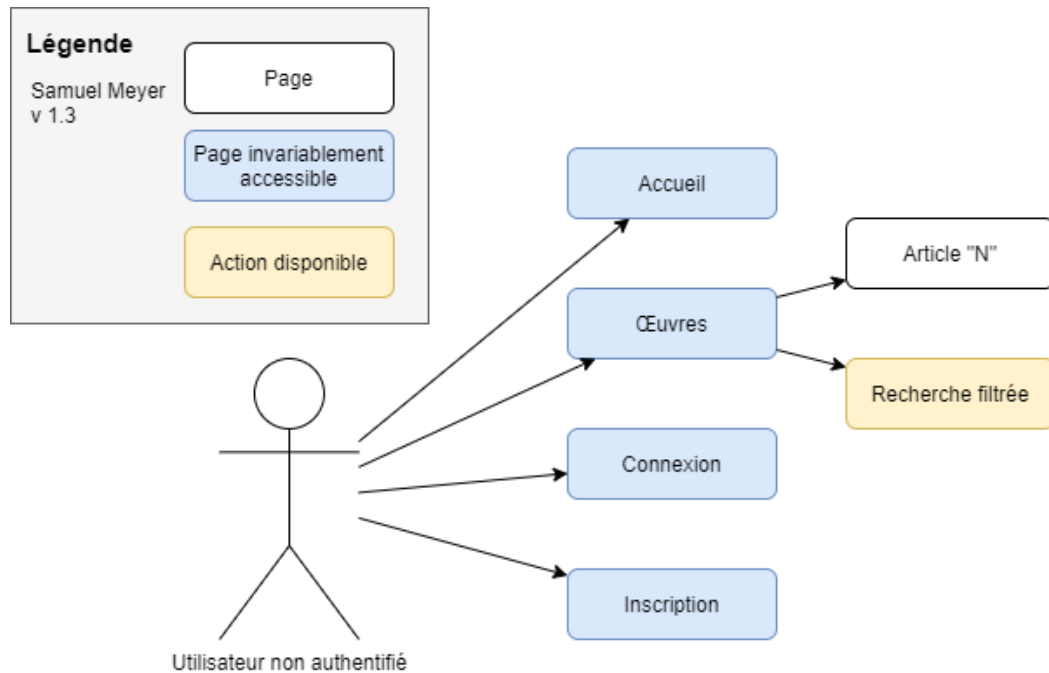 Légende
Samuel Meyer
v 1.3
Page
Page invariablement
accessible
Action disponible
Accueil
Article "N"
Œuvres
Recherche filtrée
Connexion
Inscription
Utilisateur non authentifié